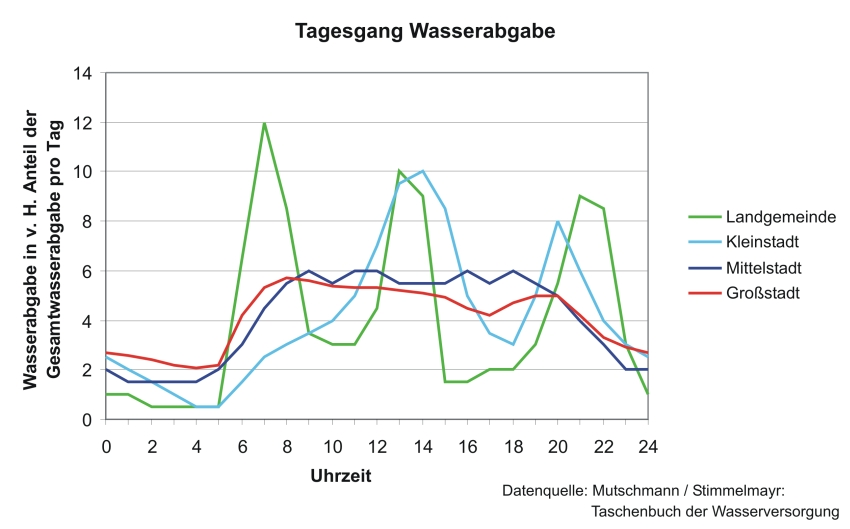 Tagesgang Wasserabgabe
Wasserabgabe in v. H. Anteil der
Gesamtwasserabgabe pro Tag
14
12
10
8
6
4
2
0
0 2 4 6 8 10 12 14 16 18 20 22 24
Uhrzeit
Landgemeinde
Kleinstadt
Mittelstadt
Großstadt
Datenquelle: Mutschmann / Stimmelmayr:
Taschenbuch der Wasserversorgung